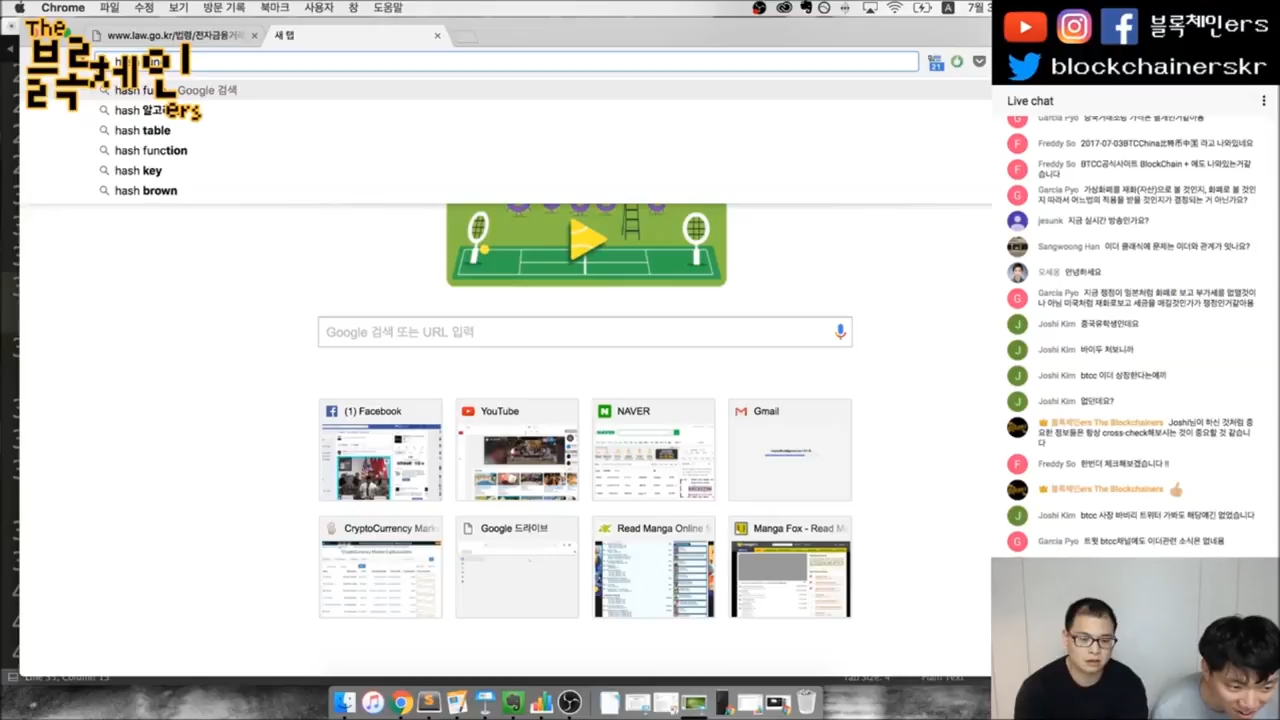 Chrome 파일 수정 보기 방문 기록 북마크 사용자 창 도움말
7월
The
블록체인
ers
www.law.go.kr/법령/전자금융거래
새 탭
Google 검색
hash 알고
hash table
hash function
hash key
hash brown
Google 검색 또는 URL 입력
(1) Facebook
YouTube
NAVER
Gmail
CryptoCurrency Mark
Google 드라이브
Read Manga Online
Manga Fox - Read M
블록체인ers
blockchainerskr
Live chat
Garcia Pyo
Freddy So 2017-07-03BTCChina比特币中国 라고 나와있네요
Freddy So BTCC공식사이트 BlockChain + 에도 나와있는거같
습니다
Garcia Pyo 가상화폐를 재화(자산)으로 볼 것인지, 화폐로 볼 것인
지 따라서 어느법의 적용을 받을 것인지가 결정되는 거 아닌가요?
jesunk 지금 실시간 방송인가요?
Sangwoong Han 이더 클래식에 문제는 이더와 관계가 잇나요?
오세웅 안녕하세요
Garcia Pyo 지금 쟁점이 일본처럼 화폐로 보고 부가세를 없앨것이
나 아님 미국처럼 재화로보고 세금을 매길것인가가 쟁점인거같아용
Joshi Kim 중국유학생인데요
Joshi Kim 바이두 쳐보니까
Joshi Kim btcc 이더 상장한다는얘끼
Joshi Kim 없던데요?
블록체인ers The Blockchainers Joshi님이 하신 것처럼 중
요한 정보들은 항상 cross-check해보시는 것이 중요할 것 같습니
다
Freddy So 한번더 체크해보겠습니다 !!
블록체인ers The Blockchainers
Joshi Kim btcc 사장 바비리 트위터 가봐도 해당얘긴 없었습니다
Garcia Pyo 트윗 btcc채널에도 이더관련 소식은 없네용